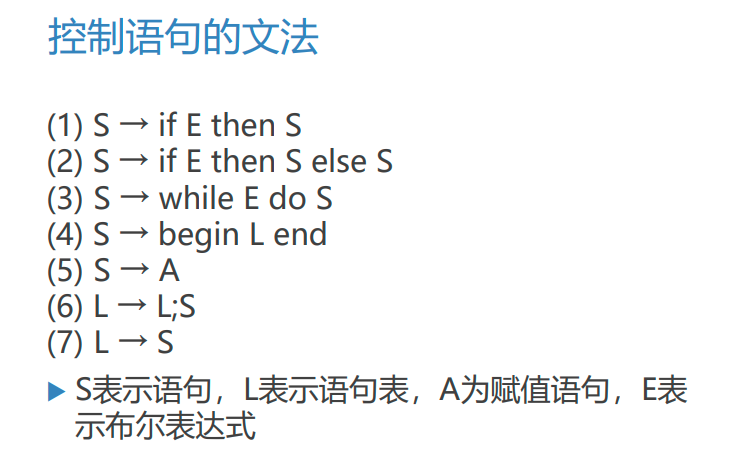 控制语句的文法
(1) S → if E then S
(2) S → if E then S else S
(3) S → while E do S
(4) S → begin L end
(5) S → A
(6) L → L;S
(7) L → S
▶ S表示语句，L表示语句表，A为赋值语句，E表
示布尔表达式